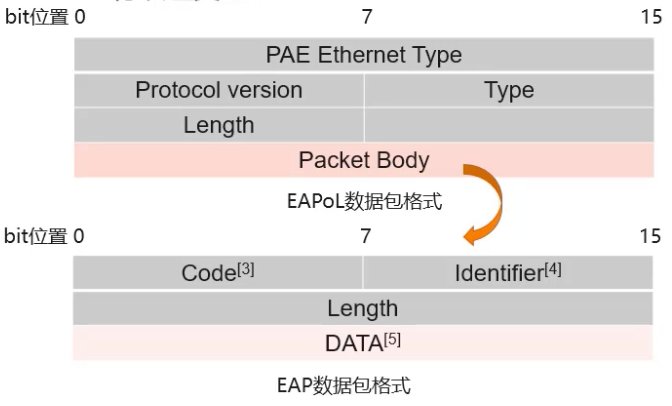 bit位置 0 7 15
PAE Ethernet Type
Protocol version Type
Length
Packet Body
EAPoL数据包格式
bit位置 0 7 15
Code[3] Identifier[4]
Length
DATA[5]
EAP数据包格式